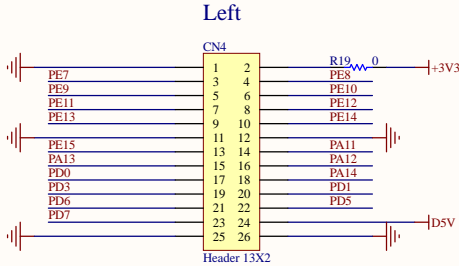 Left
CN4
R19 0
1 2 +3V3
PE7 3 4 PE8
PE9 5 6 PE10
PE11 7 8 PE12
PE13 9 10 PE14
11 12
PE15 13 14 PA11
PA13 15 16 PA12
PD0 17 18 PA14
PD3 19 20 PD1
PD6 21 22 PD5
PD7 23 24 D5V
25 26
Header 13X2